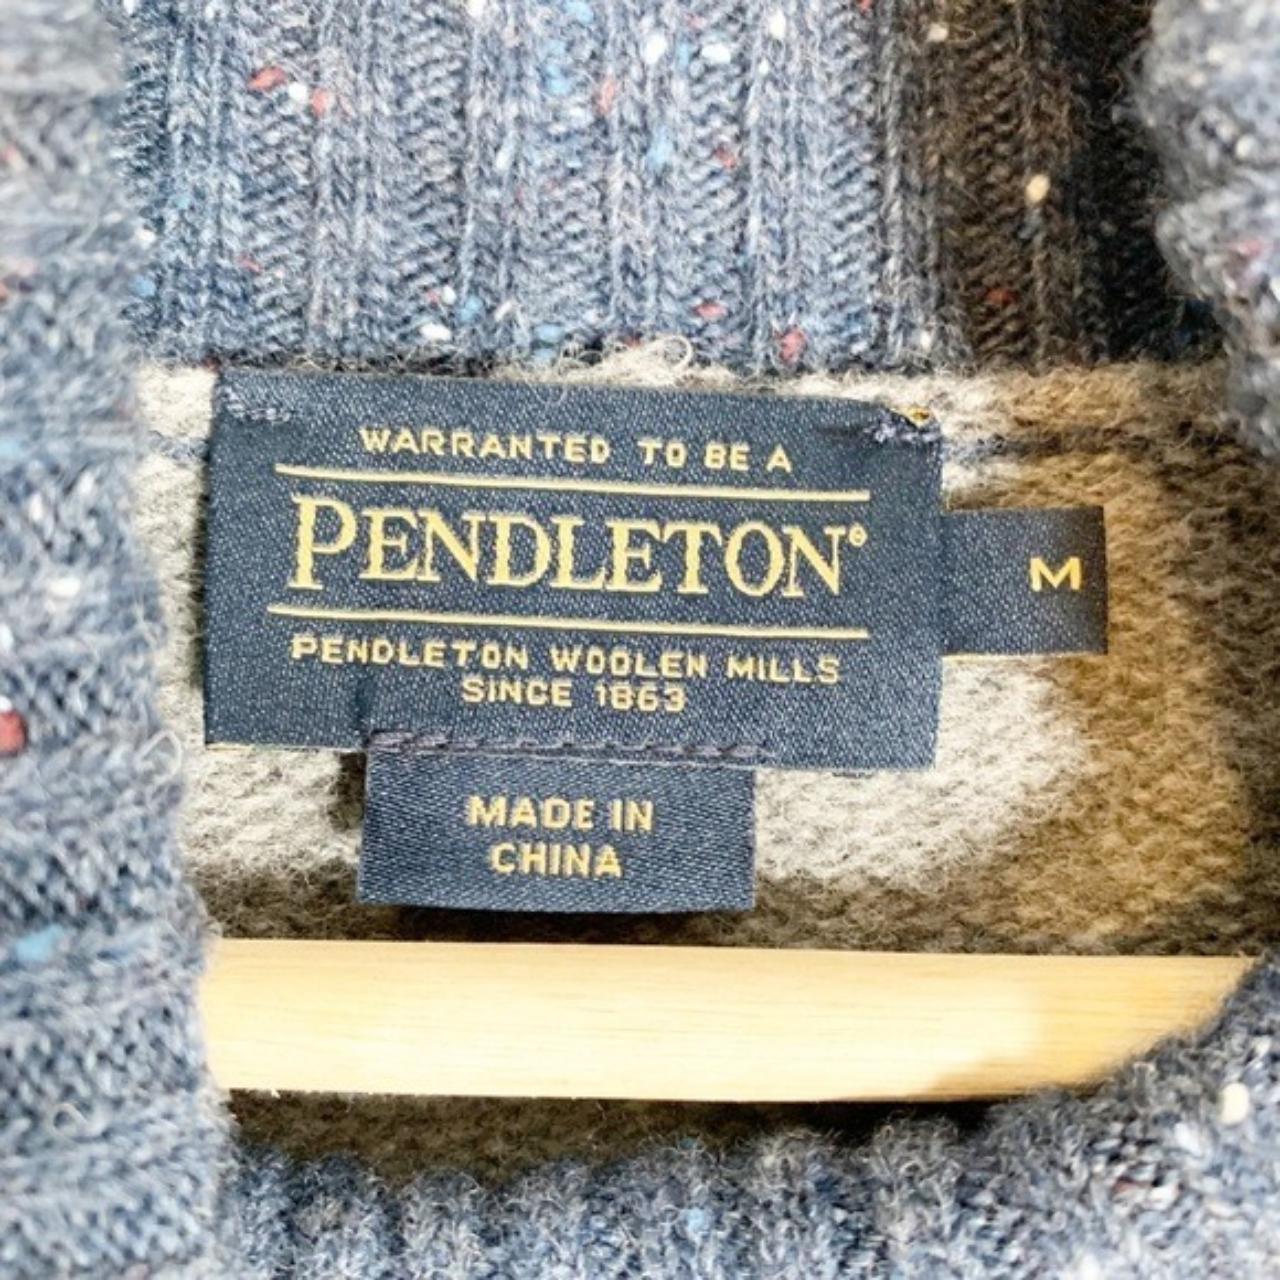 WARRANTED TO BE A
PENDLETON®
M
PENDLETON WOOLEN MILLS
SINCE 1863
MADE IN
CHINA